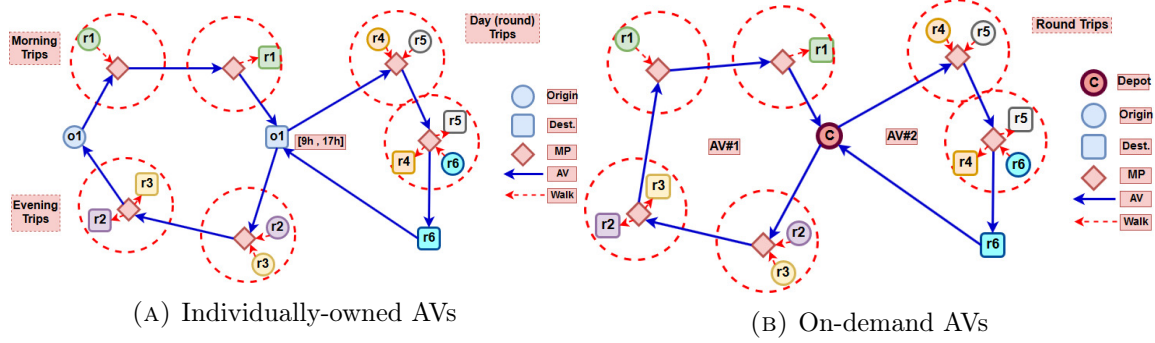 Morning
Trips
r1
r1
Day (round)
Trips
r4
r5
Origin
Dest.
MP
AV
Walk
o1
o1
[9h , 17h]
r5
r4
r6
Evening
Trips
r3
r2
r2
r3
r6
(A) Individually-owned AVs
r1
r1
Round Trips
r4
r5
C
Depot
Origin
Dest.
MP
AV
Walk
C
AV#1
AV#2
r5
r4
r6
r3
r2
r2
r3
r6
(B) On-demand AVs